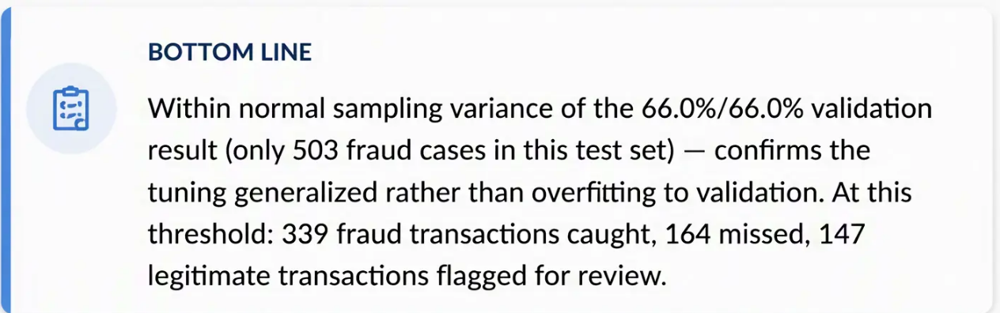 BOTTOM LINE
Within normal sampling variance of the 66.0%/66.0% validation
result (only 503 fraud cases in this test set) — confirms the
tuning generalized rather than overfitting to validation. At this
threshold: 339 fraud transactions caught, 164 missed, 147
legitimate transactions flagged for review.